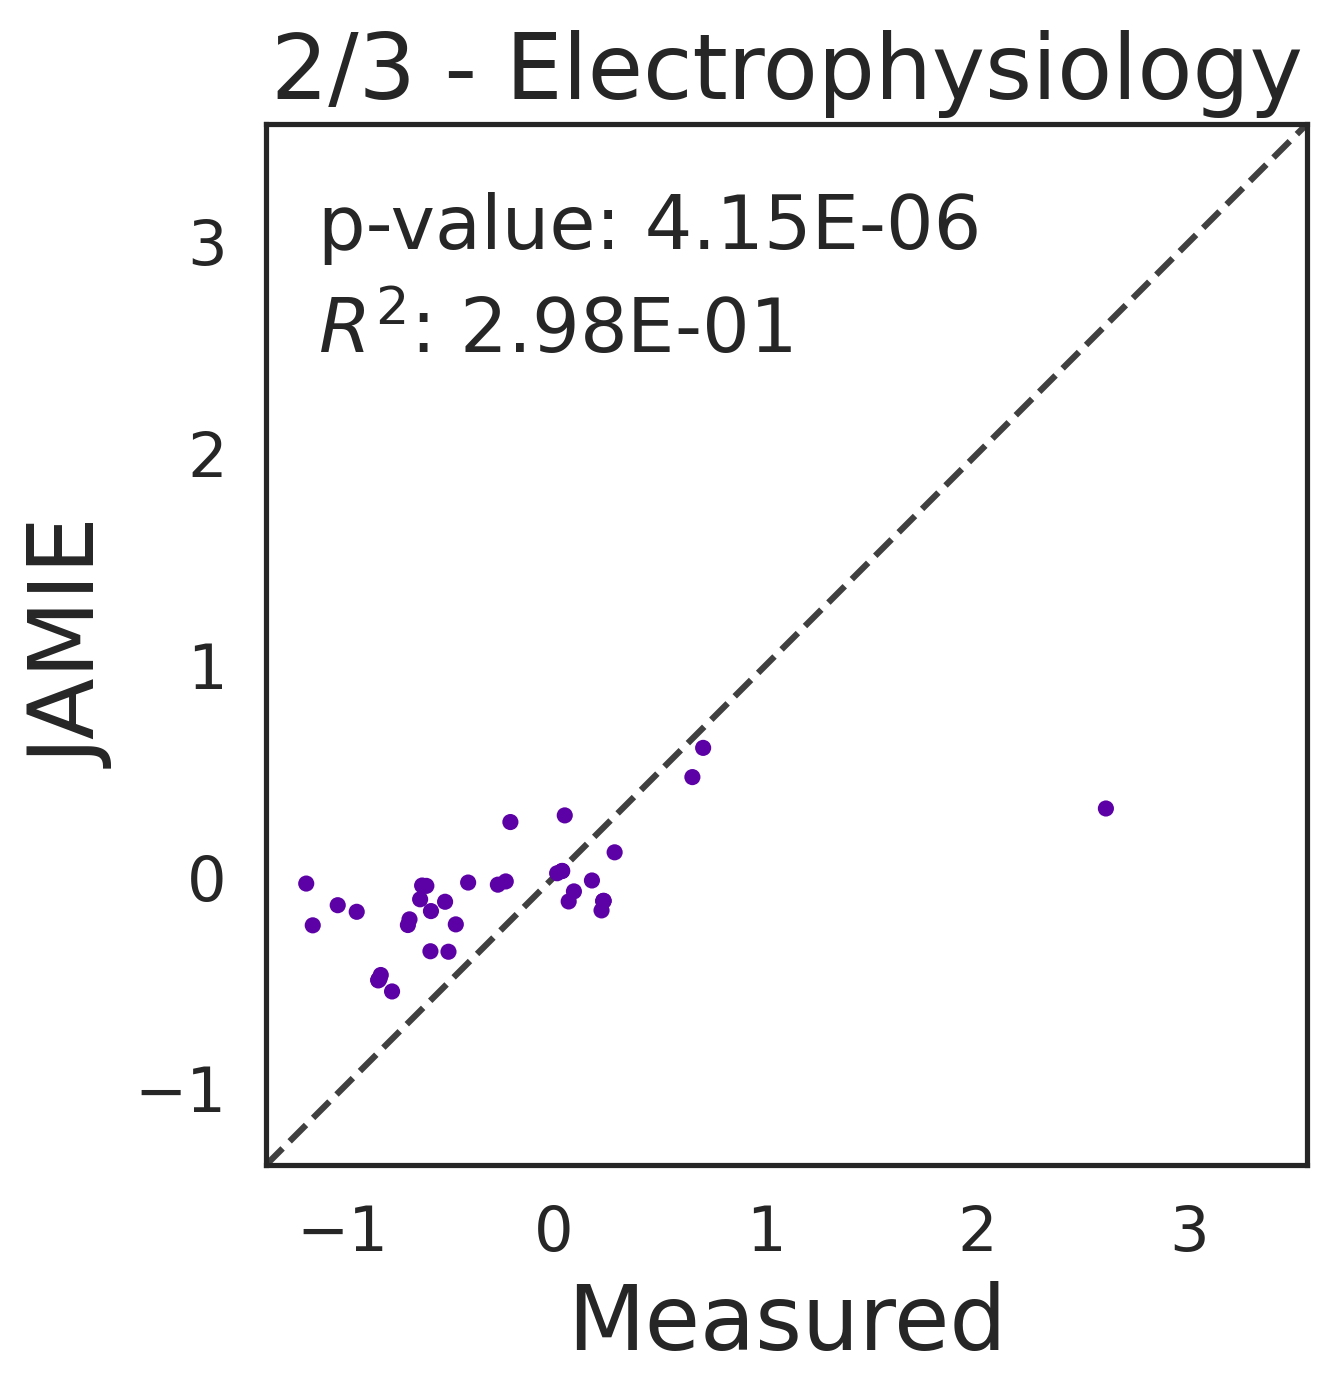 2/3 - Electrophysiology
p-value: 4.15E-06
R²: 2.98E-01
3
2
1
0
−1
JAMIE
−1 0 1 2 3
Measured